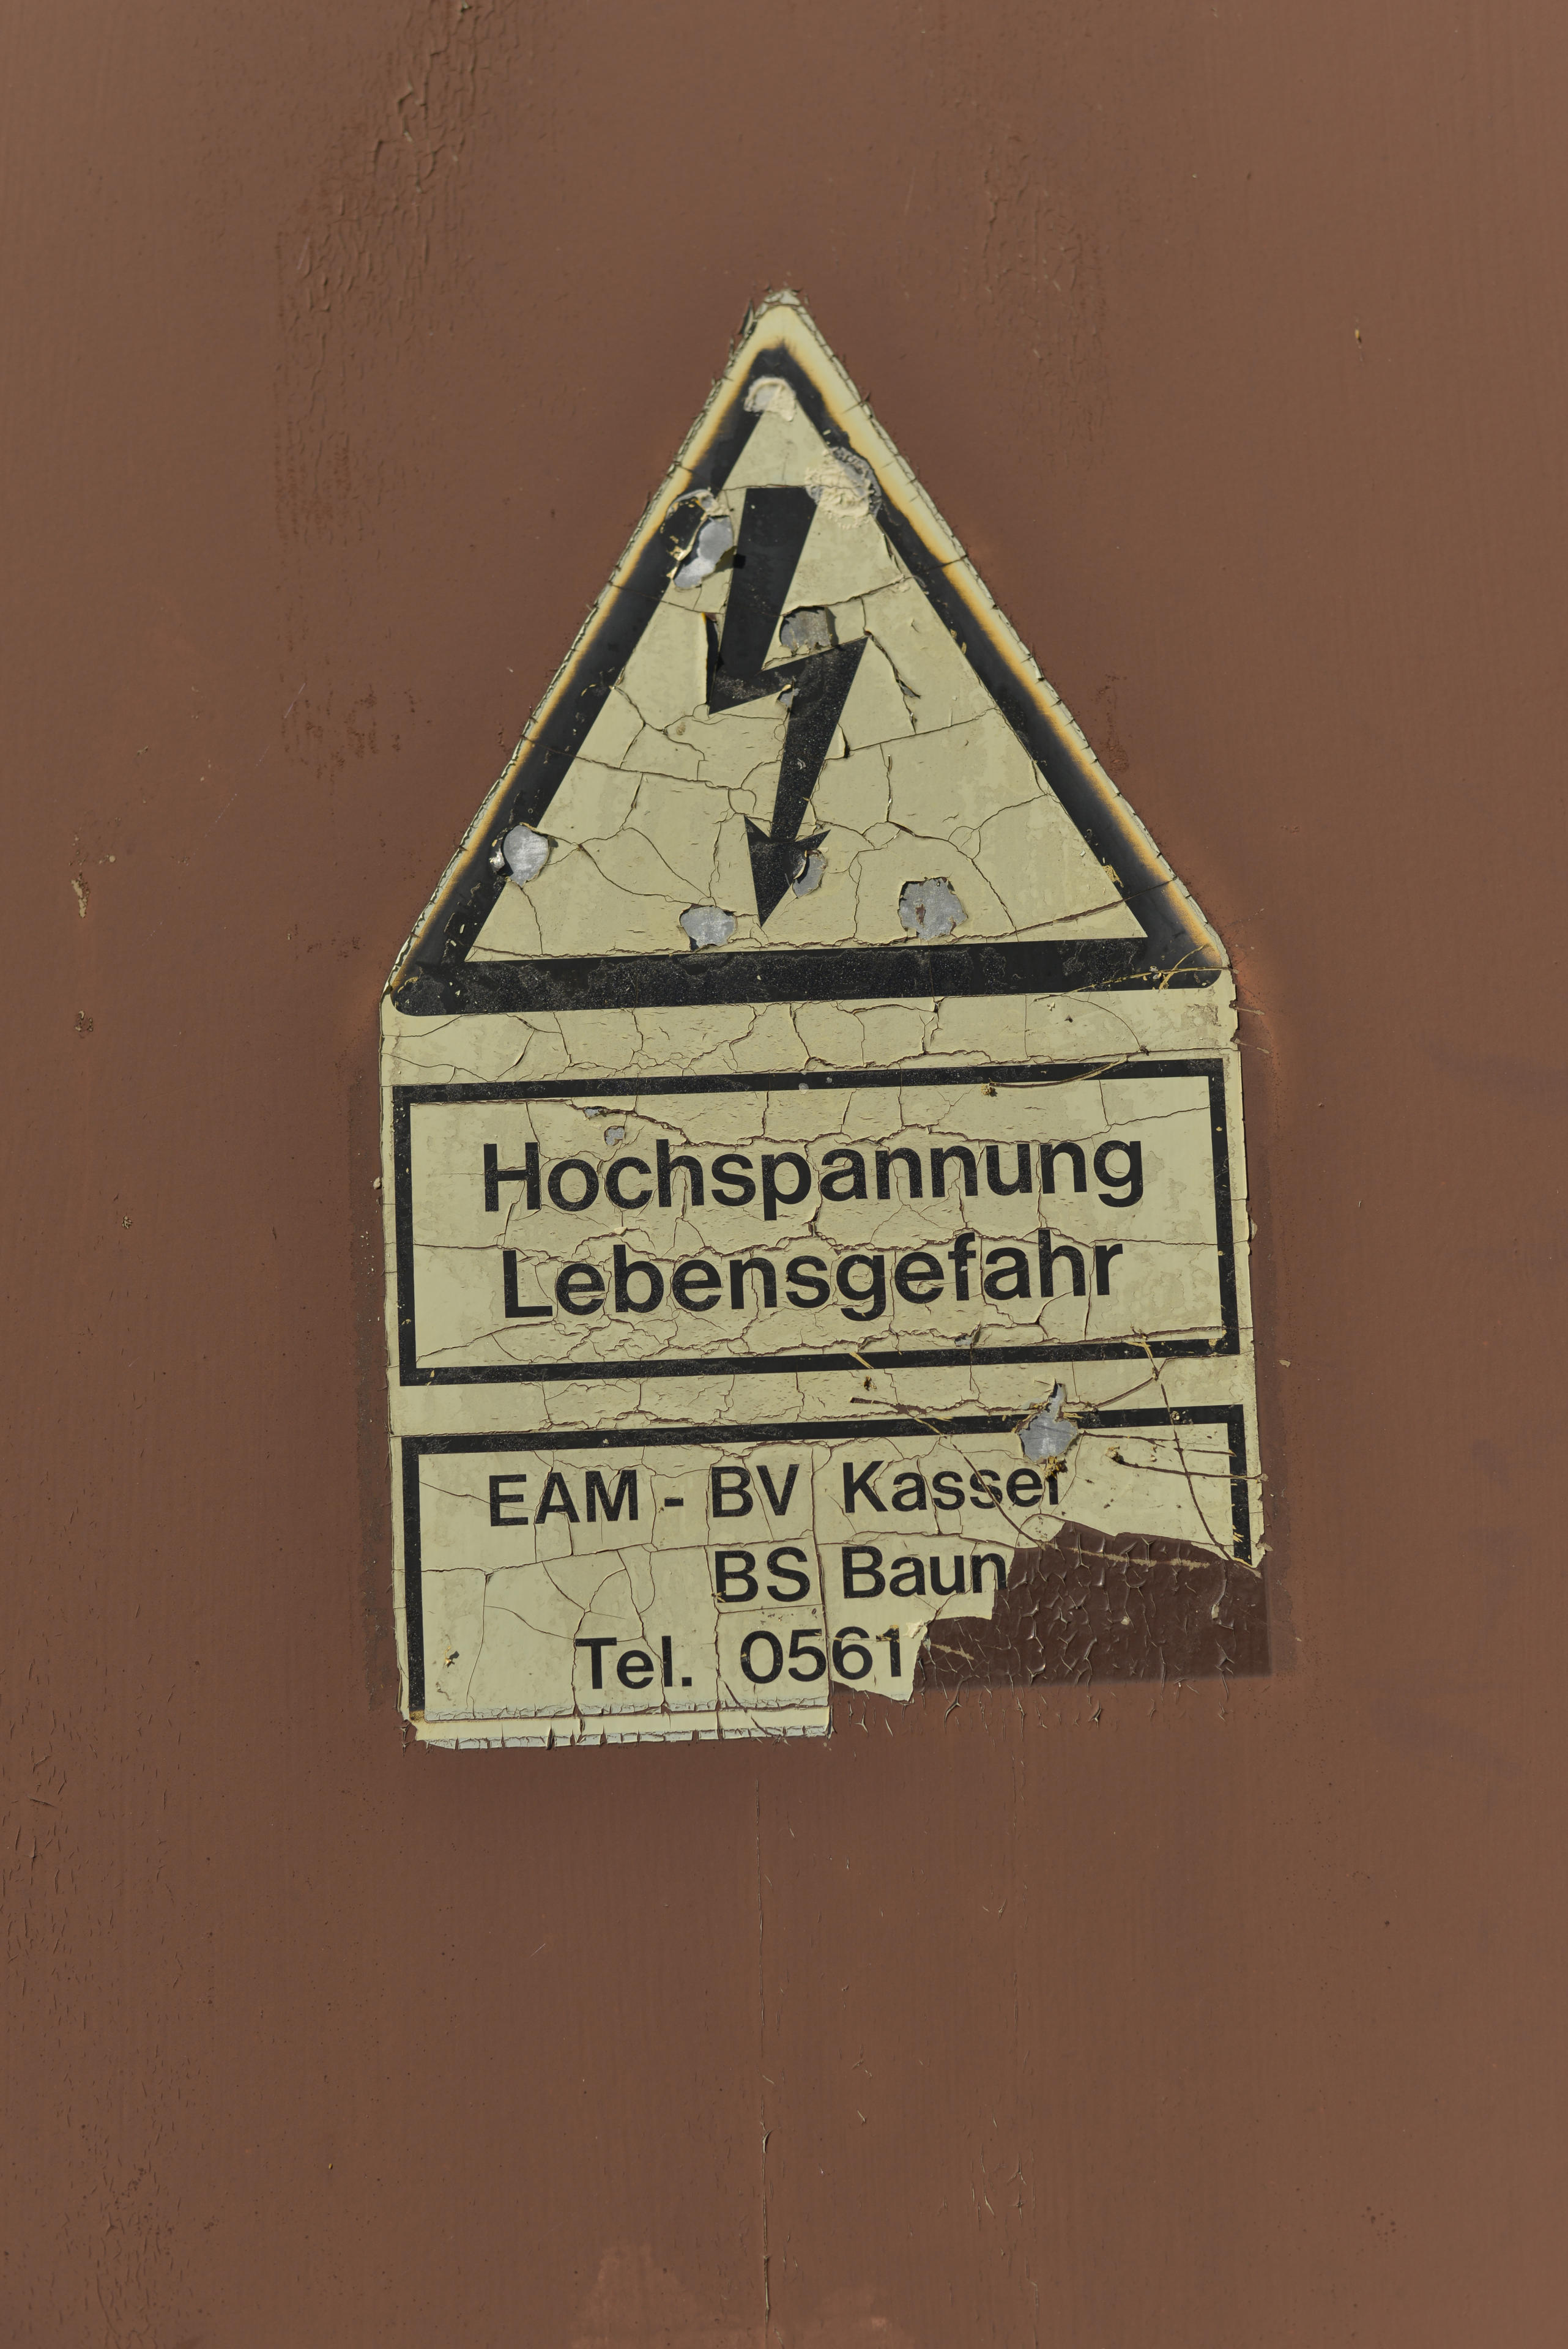 Hochspannung
Lebensgefahr
EAM - BV Kassel
BS Baun
Tel. 0561